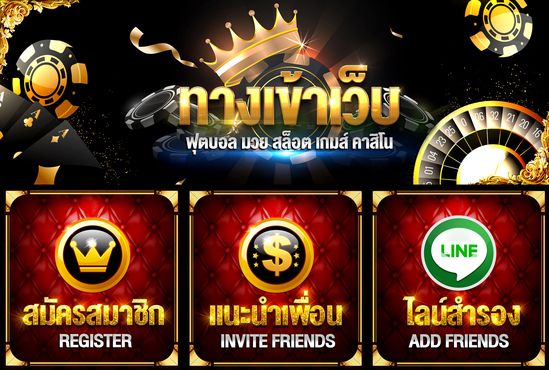 ทางเข้าเว็บ
ฟุตบอล มวย สล็อต เกมส์ คาสิโน
สมัครสมาชิก
REGISTER
แนะนำเพื่อน
INVITE FRIENDS
LINE
ไลน์สำรอง
ADD FRIENDS